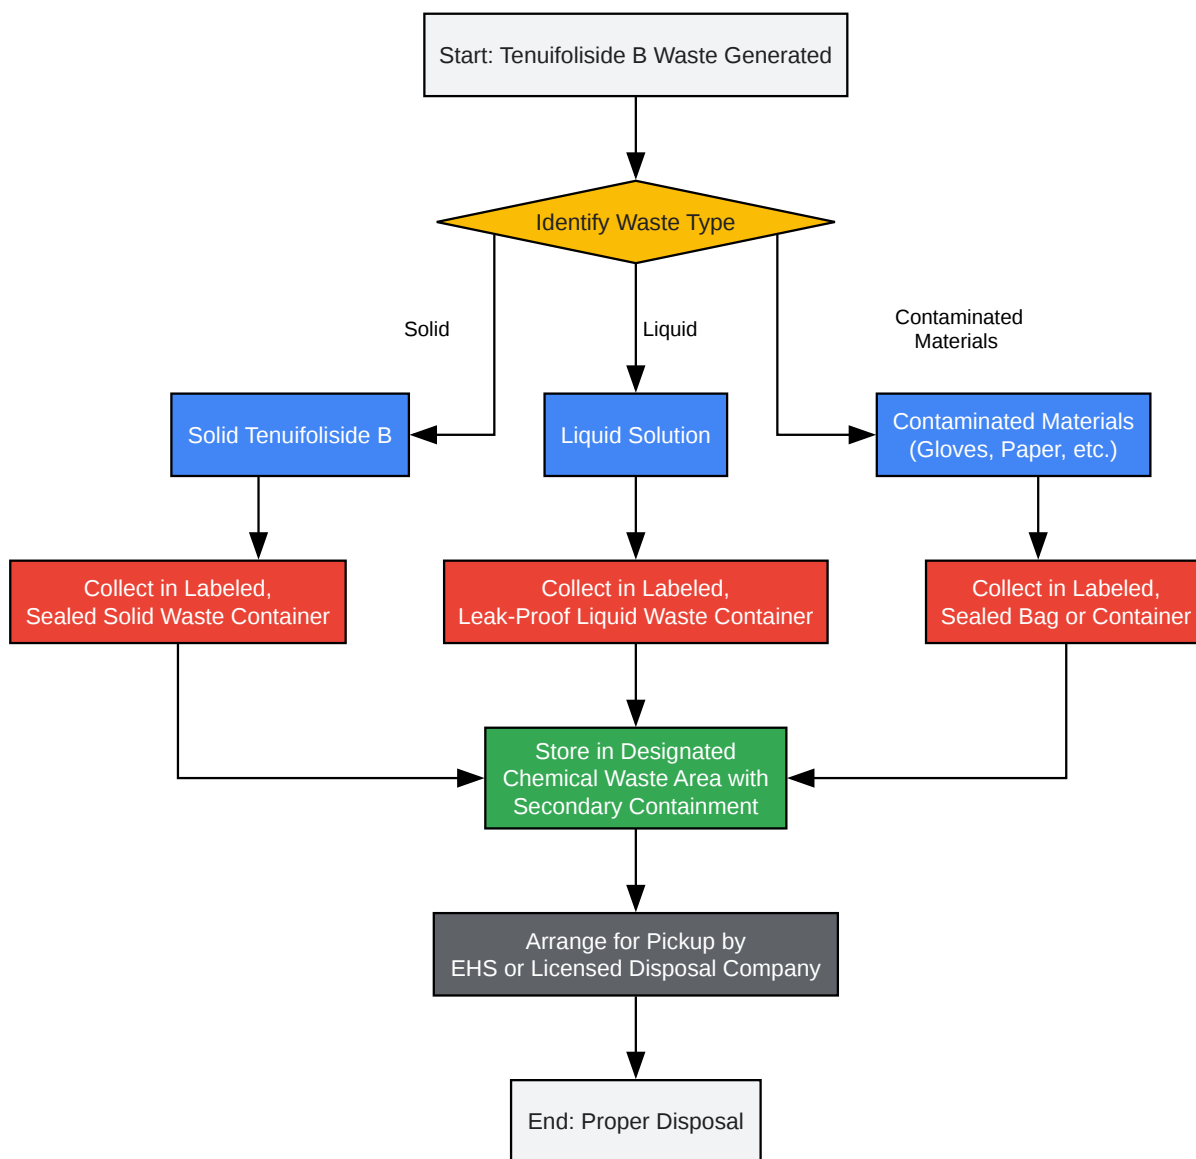 Start: Tenuifoliside B Waste Generated
Identify Waste Type
Solid
Liquid
Contaminated
Materials
Solid Tenuifoliside B
Liquid Solution
Contaminated Materials
(Gloves, Paper, etc.)
Collect in Labeled,
Sealed Solid Waste Container
Collect in Labeled,
Leak-Proof Liquid Waste Container
Collect in Labeled,
Sealed Bag or Container
Store in Designated
Chemical Waste Area with
Secondary Containment
Arrange for Pickup by
EHS or Licensed Disposal Company
End: Proper Disposal